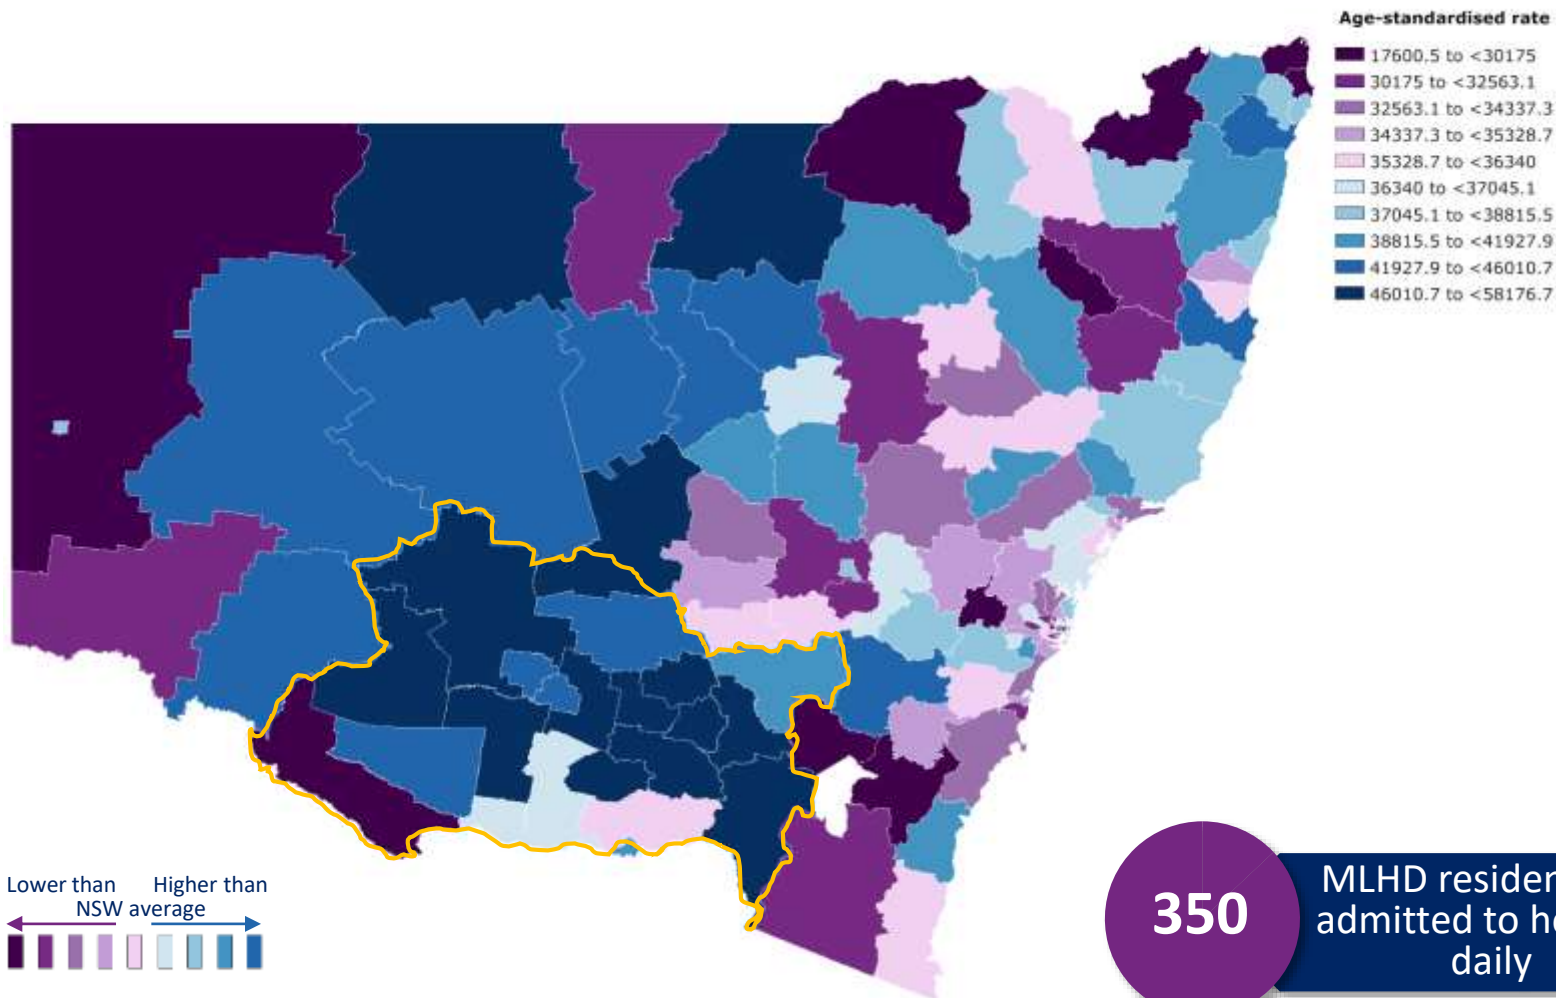 Age-standardised rate
17600.5 to <30175
30175 to <32563.1
32563.1 to <34337.3
34337.3 to <35328.7
35328.7 to <36340
36340 to <37045.1
37045.1 to <38815.5
38815.5 to <41927.9
41927.9 to <46010.7
46010.7 to <58176.7
Lower than Higher than
NSW average
350
MLHD
admitted to
daily